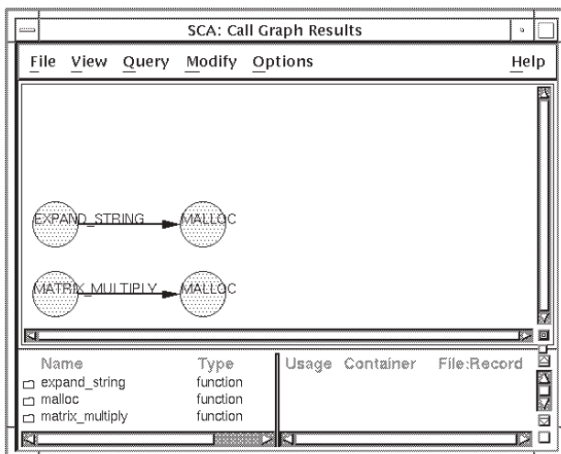 SCA: Call Graph Results
File View Query Modify Options Help
EXPAND_STRING MALLOC
MATRIX_MULTIPLY MALLOC
Name Type Usage Container File:Record
expand_string function
malloc function
matrix_multiply function